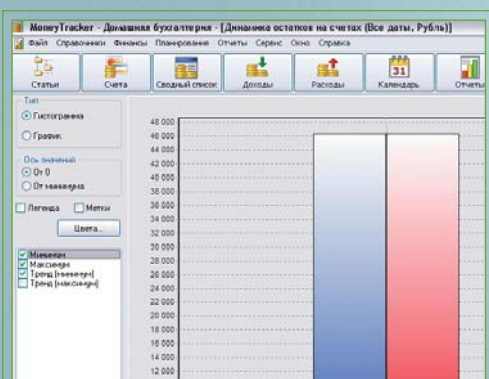 MoneyTracker - Домашняя бухгалтерия - [Динамика остатков на счетах (Все даты, Рубль)]
Файл Справочники Финансы Планирование Отчеты Сервис Окно Справка
Статьи Счета Сводный список Доходы Расходы Календарь Отчеты
Тип
Гистограмма
График
Ось значений
От 0
От минимума
Легенда Метки
Цвета...
Минимум
Максимум
Тренд (минимум)
Тренд (максимум)
48 000
46 000
44 000
42 000
40 000
38 000
36 000
34 000
32 000
30 000
28 000
26 000
24 000
22 000
20 000
18 000
16 000
14 000
12 000
31